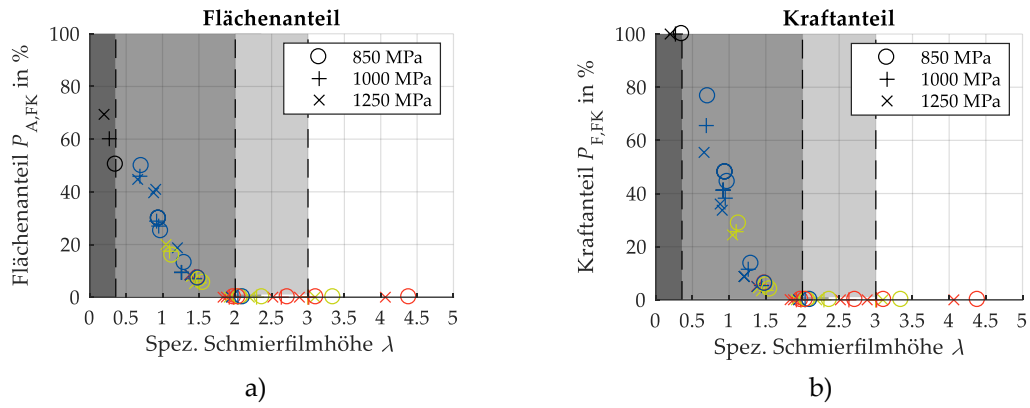 Flächenanteil
Flächenanteil P_A,FK in %
100
80
60
40
20
0
850 MPa
1000 MPa
1250 MPa
0 0.5 1 1.5 2 2.5 3 3.5 4 4.5 5
Spez. Schmierfilmhöhe λ
a)
Kraftanteil
Kraftanteil P_F,FK in %
100
80
60
40
20
0
850 MPa
1000 MPa
1250 MPa
0 0.5 1 1.5 2 2.5 3 3.5 4 4.5 5
Spez. Schmierfilmhöhe λ
b)